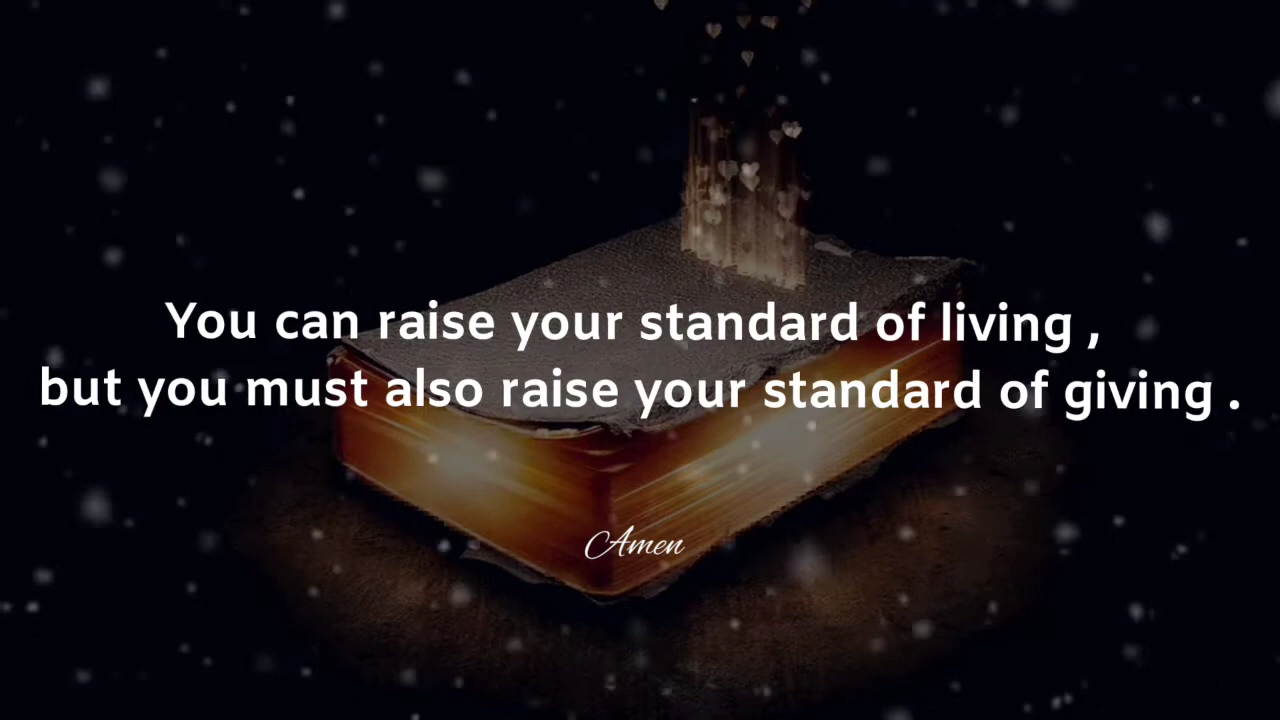 You can raise your standard of living ,
but you must also raise your standard of giving .
Amen